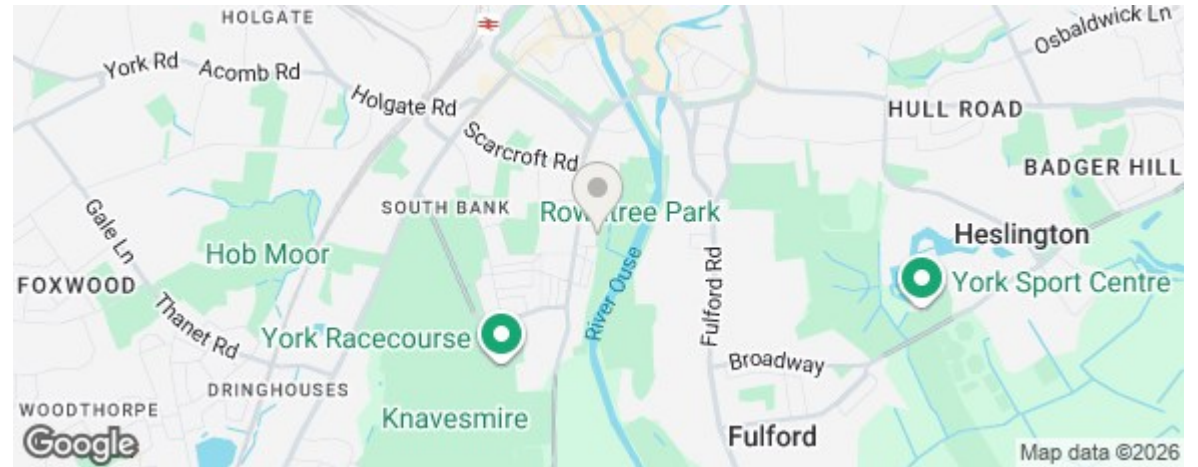 HOLGATE
Osbaldwick Ln
York Rd
Acomb Rd
Holgate Rd
HULL ROAD
Scarcroft Rd
BADGER HILL
SOUTH BANK
Rowntree Park
Gale Ln
Hob Moor
Heslington
FOXWOOD
Thanet Rd
River Ouse
Fulford Rd
York Sport Centre
York Racecourse
Broadway
DRINGHOUSES
WOODTHORPE
Knavesmire
Fulford
Google
Map data ©2026